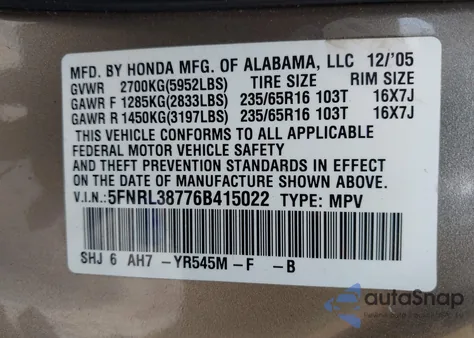 MFD. BY HONDA MFG. OF ALABAMA, LLC 12/'05
GVWR 2700KG(5952LBS) TIRE SIZE RIM SIZE
GAWR F 1285KG(2833LBS) 235/65R16 103T 16X7J
GAWR R 1450KG(3197LBS) 235/65R16 103T 16X7J
THIS VEHICLE CONFORMS TO ALL APPLICABLE
FEDERAL MOTOR VEHICLE SAFETY
AND THEFT PREVENTION STANDARDS IN EFFECT
ON THE DATE OF MANUFACTURE SHOWN ABOVE.
V.I.N.: 5FNRL38776B415022 TYPE: MPV
SHJ 6 AH7 -YR545M-F -B
autoSnap